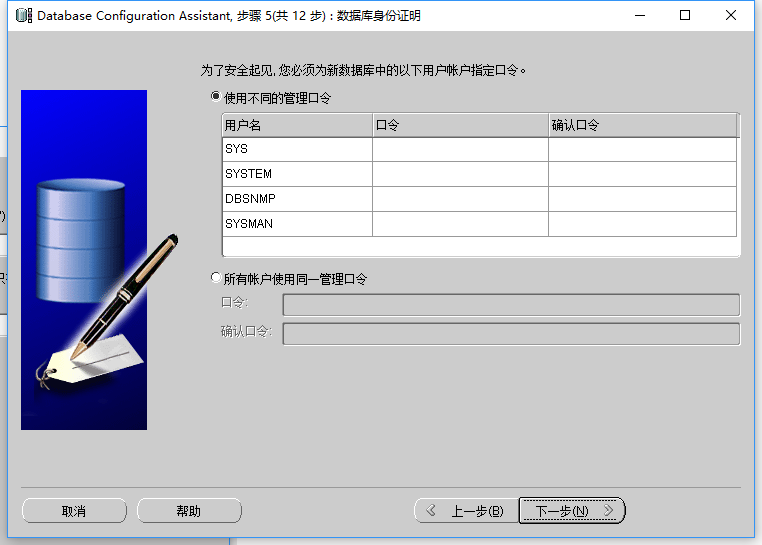 Database Configuration Assistant, 步骤 5(共 12 步) : 数据库身份证明
为了安全起见, 您必须为新数据库中的以下用户帐户指定口令。
使用不同的管理口令
用户名 口令 确认口令
SYS
SYSTEM
DBSNMP
SYSMAN
所有帐户使用同一管理口令
口令:
确认口令:
取消 帮助 上一步(B) 下一步(N)